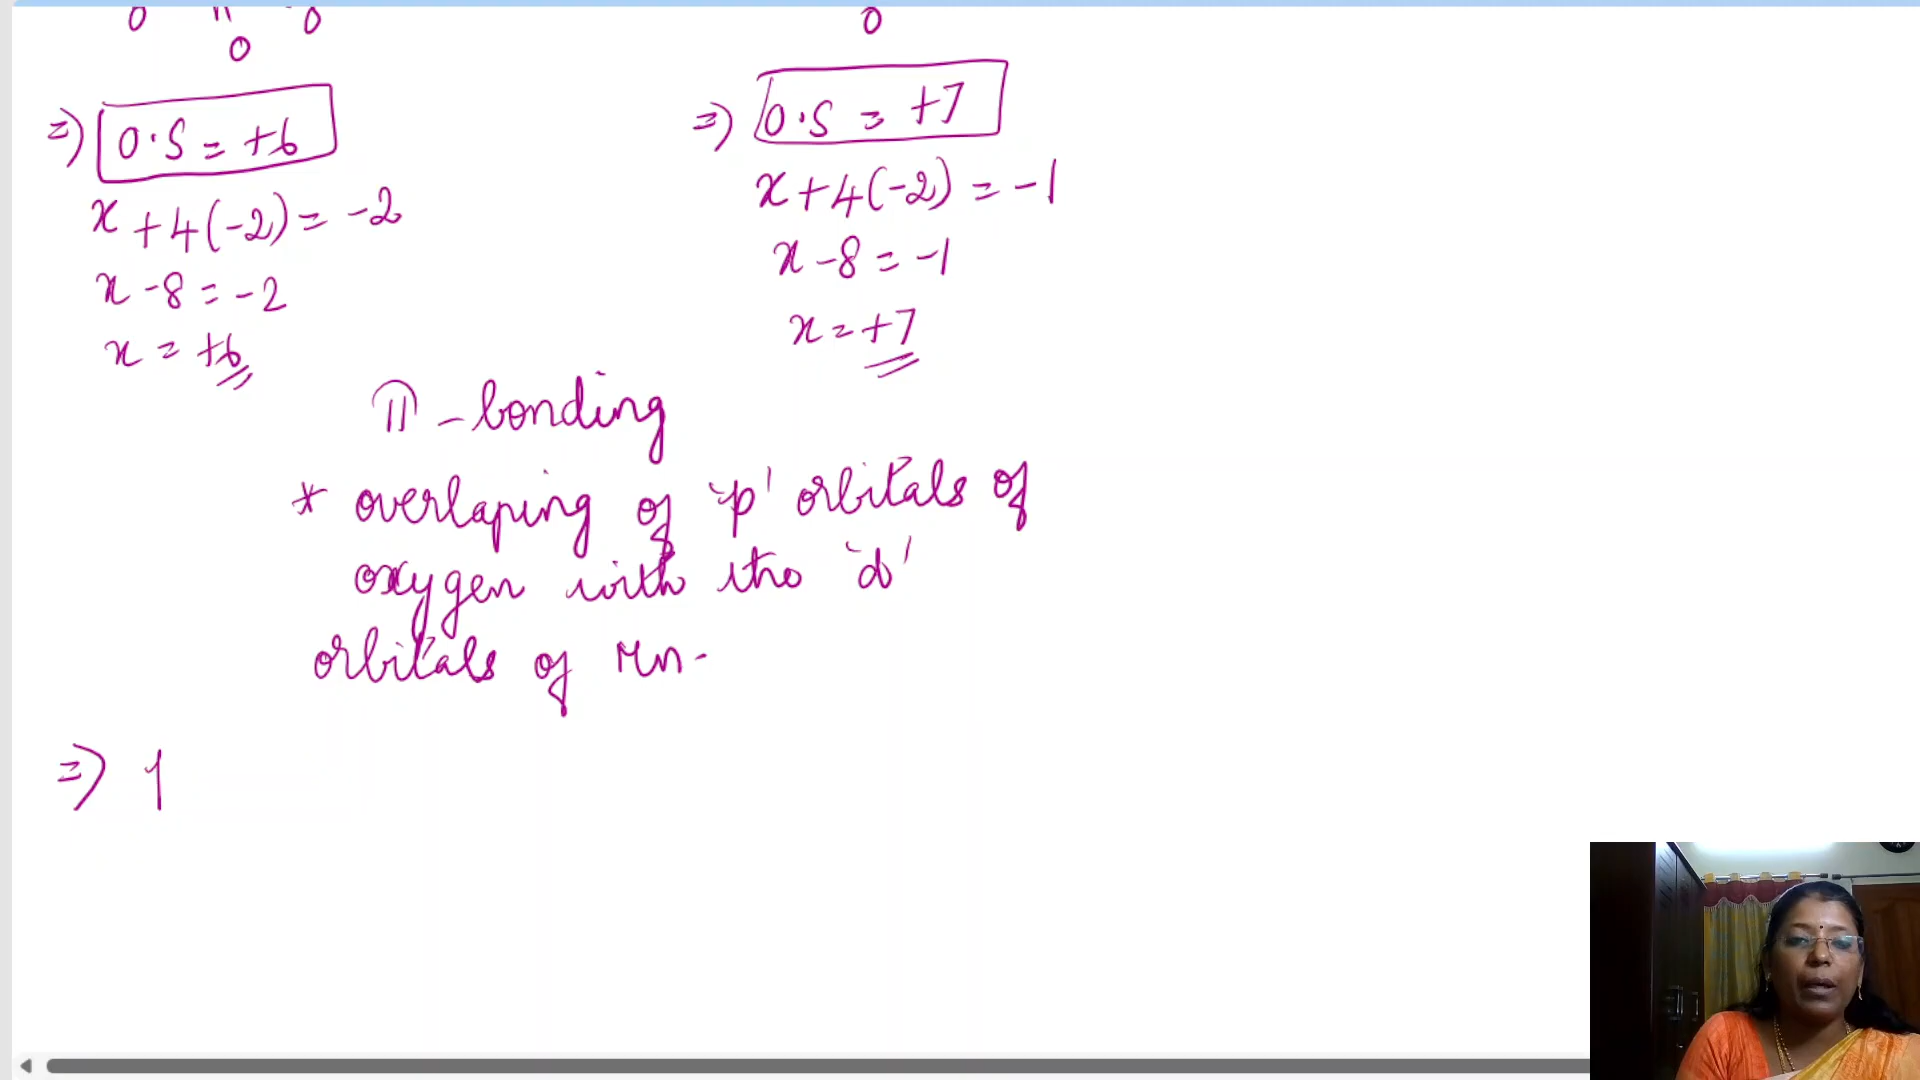 O O
O
O
⇒ O.S = +6
x + 4(-2) = -2
x - 8 = -2
x = +6
⇒ O.S = +7
x + 4(-2) = -1
x - 8 = -1
x = +7
π - bonding
* overlaping of 'p' orbitals of
oxygen with the 'd'
orbitals of Mn.
⇒ 1